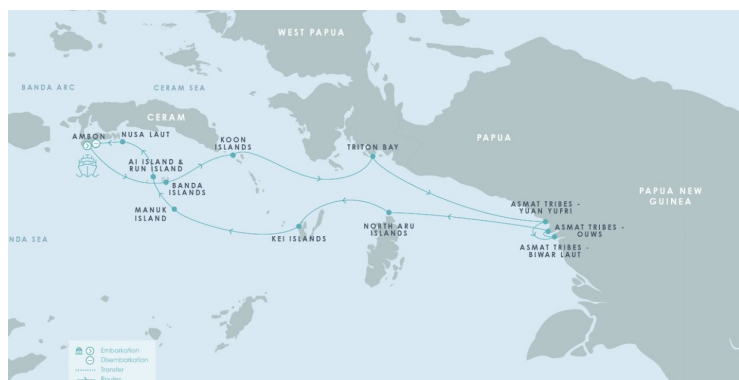 WEST PAPUA
BANDA ARC
CERAM SEA
CERAM
AMBON
NUSA LAUT
KOON
ISLANDS
TRITON BAY
PAPUA
AI ISLAND &
RUN ISLAND
BANDA
ISLANDS
MANUK
ISLAND
KEI ISLANDS
NORTH ARU
ISLANDS
ASMAT TRIBES -
YUAN YUFRI
ASMAT TRIBES -
OUWS
ASMAT TRIBES -
BIWAR LAUT
PAPUA NEW
GUINEA
NDA SEA
Embarkation
Disembarkation
Transfer
Routes